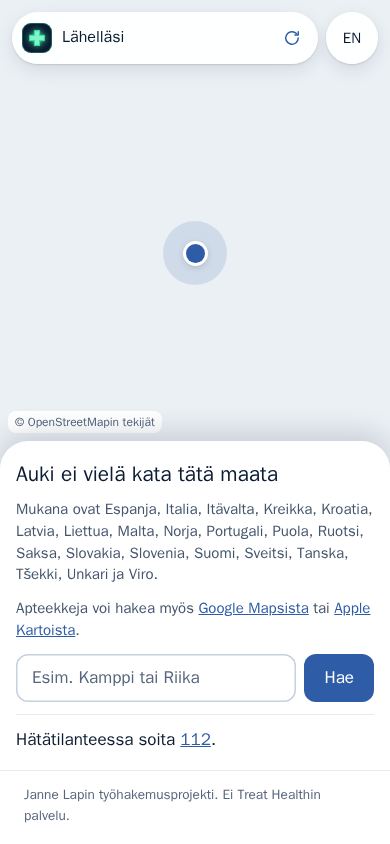 Lähelläsi
EN
© OpenStreetMapin tekijät
Auki ei vielä kata tätä maata
Mukana ovat Espanja, Italia, Itävalta, Kreikka, Kroatia,
Latvia, Liettua, Malta, Norja, Portugali, Puola, Ruotsi,
Saksa, Slovakia, Slovenia, Suomi, Sveitsi, Tanska,
Tšekki, Unkari ja Viro.
Apteekkeja voi hakea myös Google Mapsista tai Apple
Kartoista.
Esim. Kamppi tai Riika
Hae
Hätätilanteessa soita 112.
Janne Lapin työhakemusprojekti. Ei Treat Healthin
palvelu.